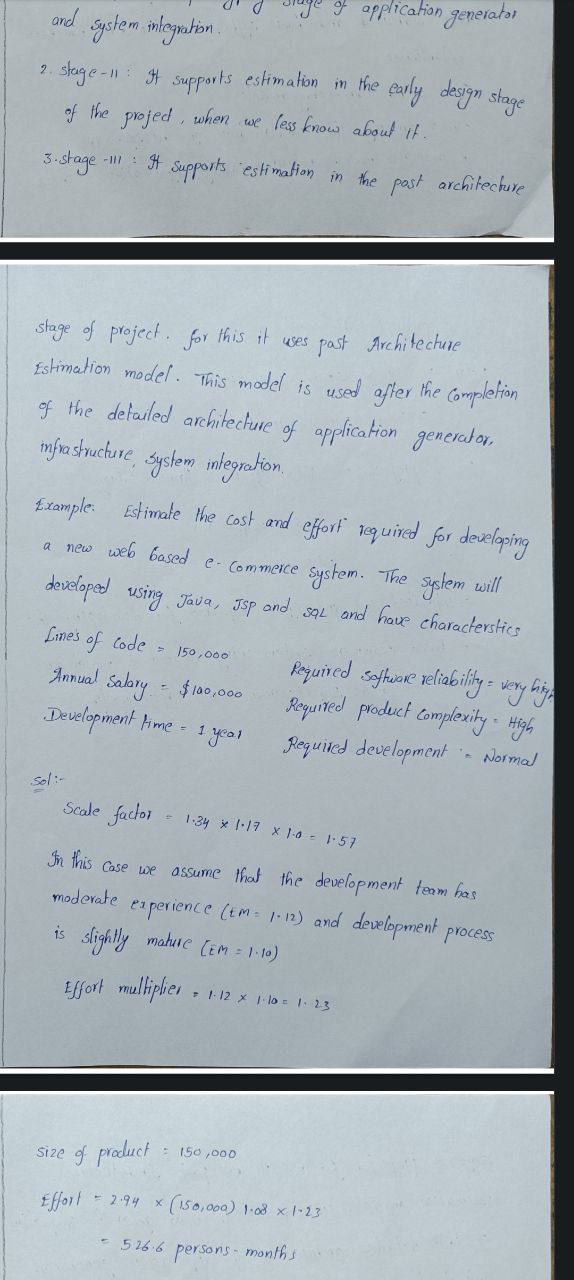 stage of application generator
and system integration.
2. stage-II : It supports estimation in the early design stage
of the project, when we less know about it.
3. stage -III : It supports estimation in the post architecture
stage of project. for this it uses past Architecture
Estimation model. This model is used after the completion
of the detailed architecture of application generator,
infrastructure, system integration.
Example: Estimate the cost and effort required for developing
a new web based e-commerce system. The system will
developed using Java, Jsp and SQL and have characterstics
Lines of code = 150,000
Required software reliability = very high
Annual Salary = $100,000
Required product complexity = High
Development time = 1 year
Required development = Normal
Sol:-
Scale factor = 1.34 x 1.17 x 1.0 = 1.57
In this case we assume that the development team has
moderate experience (EM = 1.12) and development process
is slightly mature (EM = 1.10)
Effort multiplier = 1.12 x 1.10 = 1.23
size of product = 150,000
Effort = 2.94 x (150,000) 1.08 x 1.23
= 526.6 persons-months